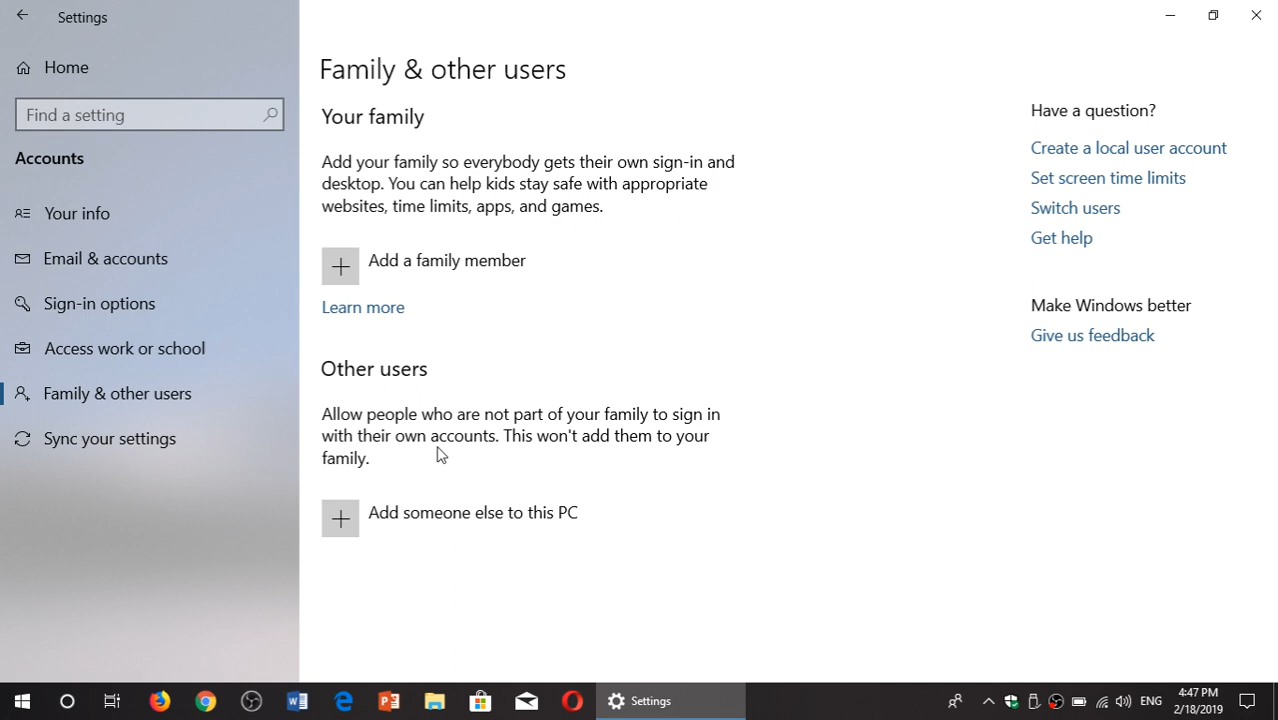 Settings
Home
Find a setting
Accounts
Your info
Email & accounts
Sign-in options
Access work or school
Family & other users
Sync your settings
Family & other users
Your family
Add your family so everybody gets their own sign-in and
desktop. You can help kids stay safe with appropriate
websites, time limits, apps, and games.
Add a family member
Learn more
Other users
Allow people who are not part of your family to sign in
with their own accounts. This won't add them to your
family.
Add someone else to this PC
Have a question?
Create a local user account
Set screen time limits
Switch users
Get help
Make Windows better
Give us feedback
Settings
ENG
4:47 PM
2/18/2019